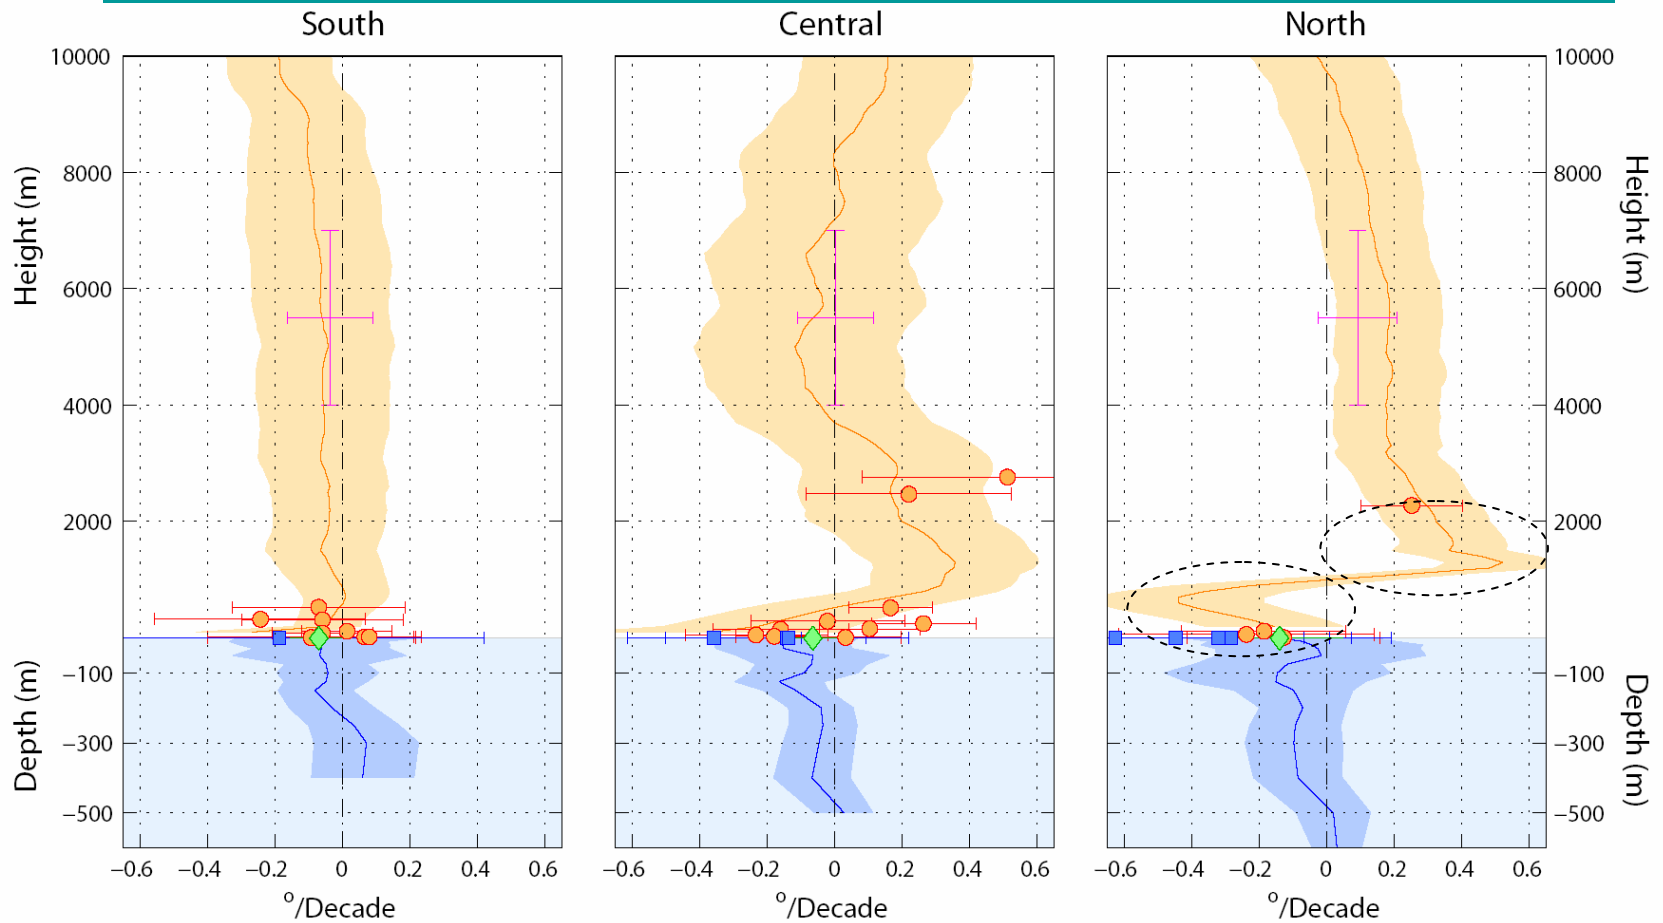 South Central North
10000 10000
8000 8000
6000 6000
4000 4000
2000 2000
−100 −100
−300 −300
−500 −500
Height (m)
Depth (m)
Height (m)
Depth (m)
−0.6 −0.4 −0.2 0 0.2 0.4 0.6 −0.6 −0.4 −0.2 0 0.2 0.4 0.6 −0.6 −0.4 −0.2 0 0.2 0.4 0.6
°/Decade °/Decade °/Decade